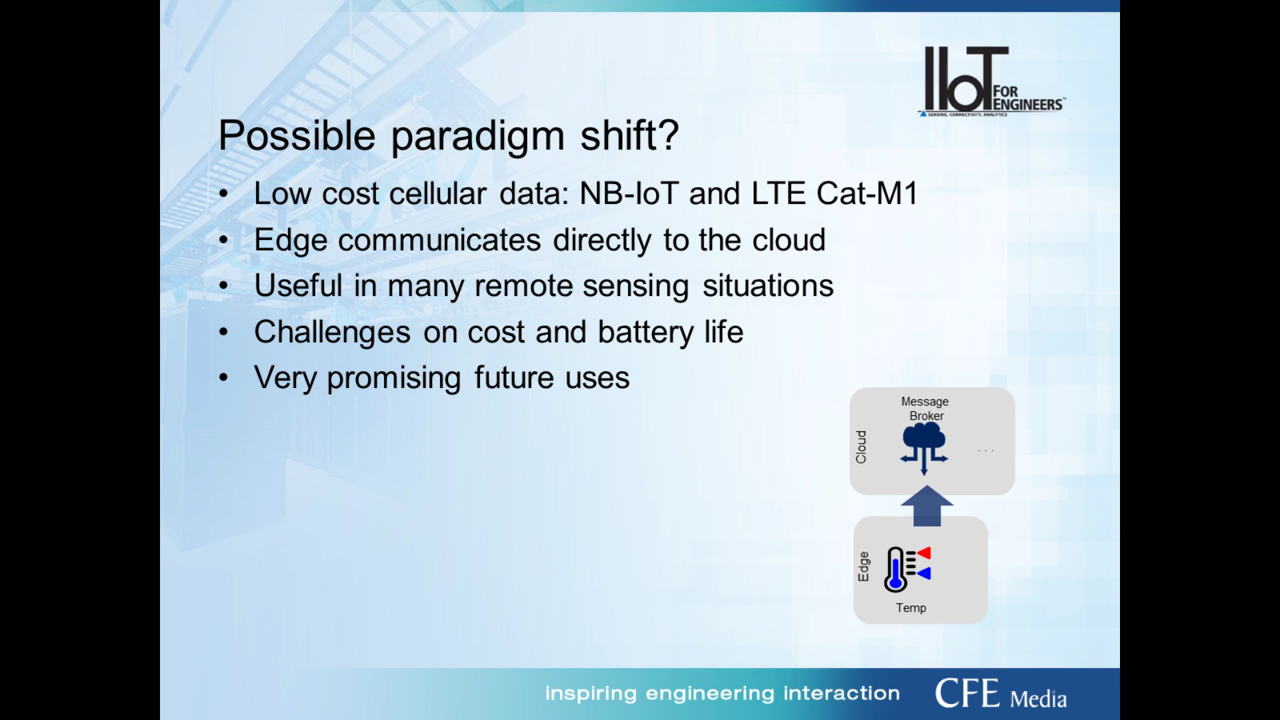 IIoT FOR ENGINEERS™
SENSING, CONNECTIVITY, ANALYTICS
Possible paradigm shift?
• Low cost cellular data: NB-IoT and LTE Cat-M1
• Edge communicates directly to the cloud
• Useful in many remote sensing situations
• Challenges on cost and battery life
• Very promising future uses
Message
Broker
Cloud
. . .
Edge
Temp
inspiring engineering interaction
CFE Media